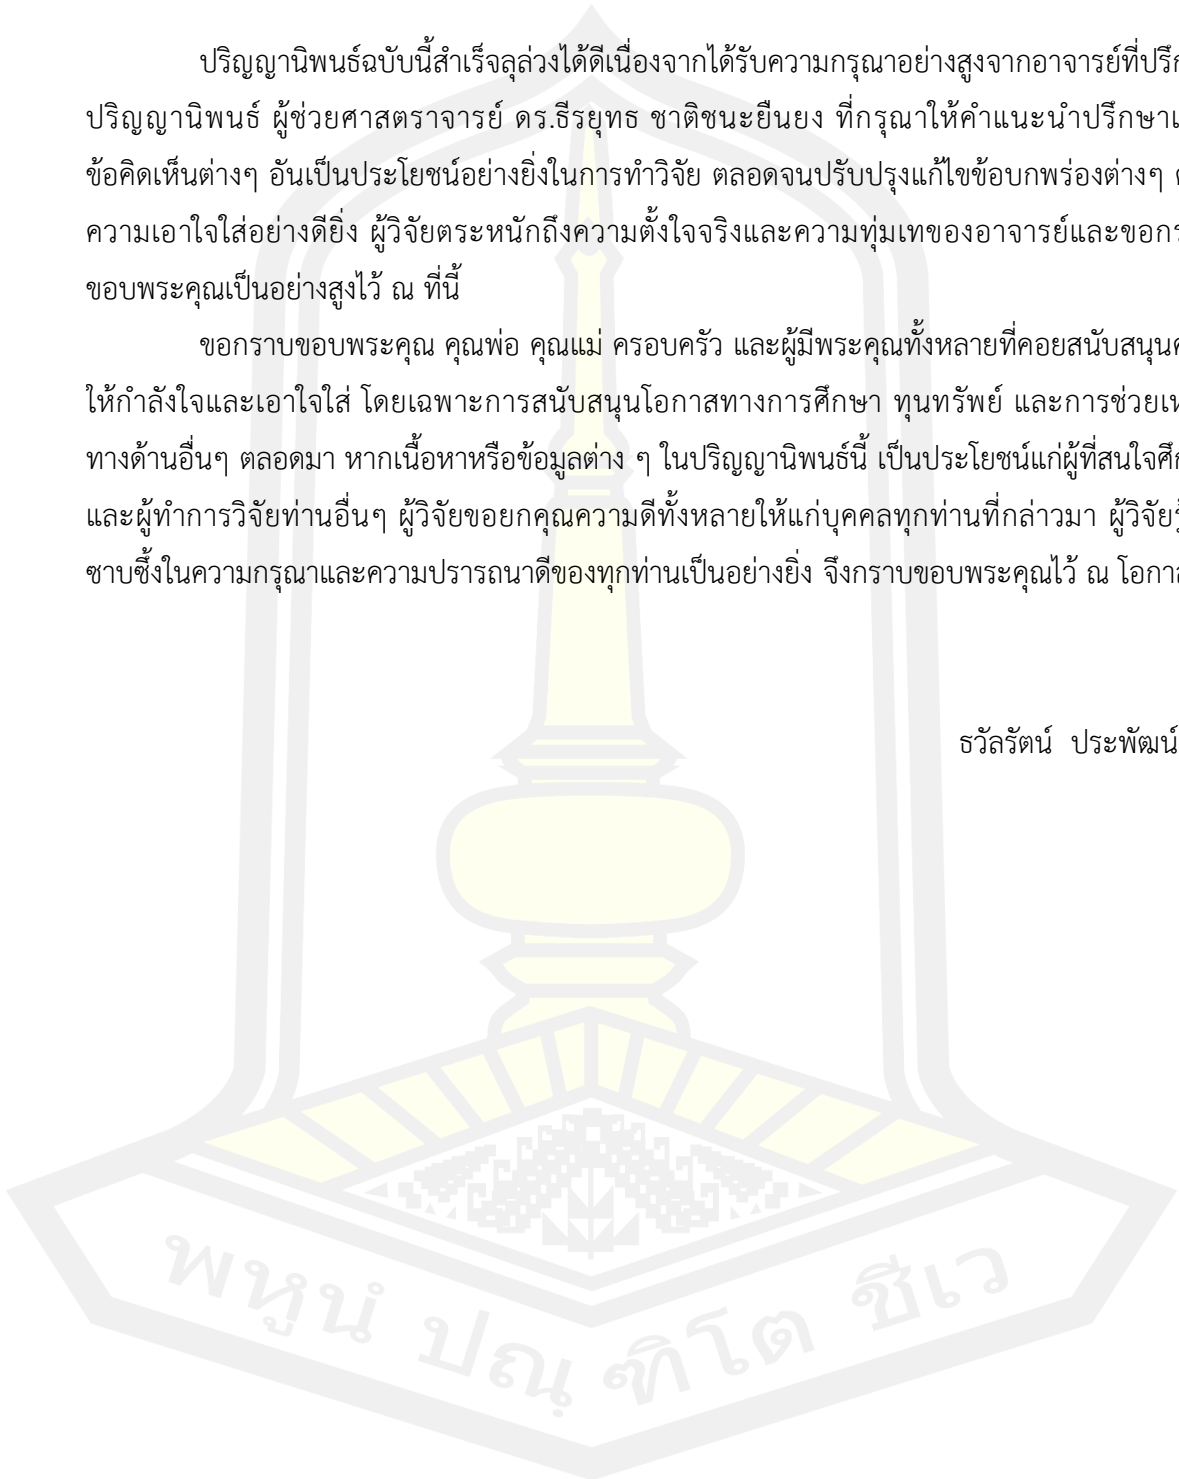 ปริญญานิพนธ์ฉบับนี้สำเร็จลุล่วงได้ดีเนื่องจากได้รับความกรุณาอย่างสูงจากอาจารย์ที่ปรึก
ปริญญานิพนธ์ ผู้ช่วยศาสตราจารย์ ดร.ธีรยุทธ ชาติชนะยืนยง ที่กรุณาให้คำแนะนำปรึกษาแ
ข้อคิดเห็นต่างๆ อันเป็นประโยชน์อย่างยิ่งในการทำวิจัย ตลอดจนปรับปรุงแก้ไขข้อบกพร่องต่างๆ
ความเอาใจใส่อย่างดียิ่ง ผู้วิจัยตระหนักถึงความตั้งใจจริงและความทุ่มเทของอาจารย์และขอกร
ขอบพระคุณเป็นอย่างสูงไว้ ณ ที่นี้
ขอกราบขอบพระคุณ คุณพ่อ คุณแม่ ครอบครัว และผู้มีพระคุณทั้งหลายที่คอยสนับสนุน
ให้กำลังใจและเอาใจใส่ โดยเฉพาะการสนับสนุนโอกาสทางการศึกษา ทุนทรัพย์ และการช่วยเห
ทางด้านอื่นๆ ตลอดมา หากเนื้อหาหรือข้อมูลต่าง ๆ ในปริญญานิพนธ์นี้ เป็นประโยชน์แก่ผู้ที่สนใจศึก
และผู้ทำการวิจัยท่านอื่นๆ ผู้วิจัยขอยกคุณความดีทั้งหลายให้แก่บุคคลทุกท่านที่กล่าวมา ผู้วิจัยรู้
ซาบซึ้งในความกรุณาและความปรารถนาดีของทุกท่านเป็นอย่างยิ่ง จึงกราบขอบพระคุณไว้ ณ โอกาส
ธวัลรัตน์ ประพัฒน์
พหูนํ ปณฺฑิโต ชีเว